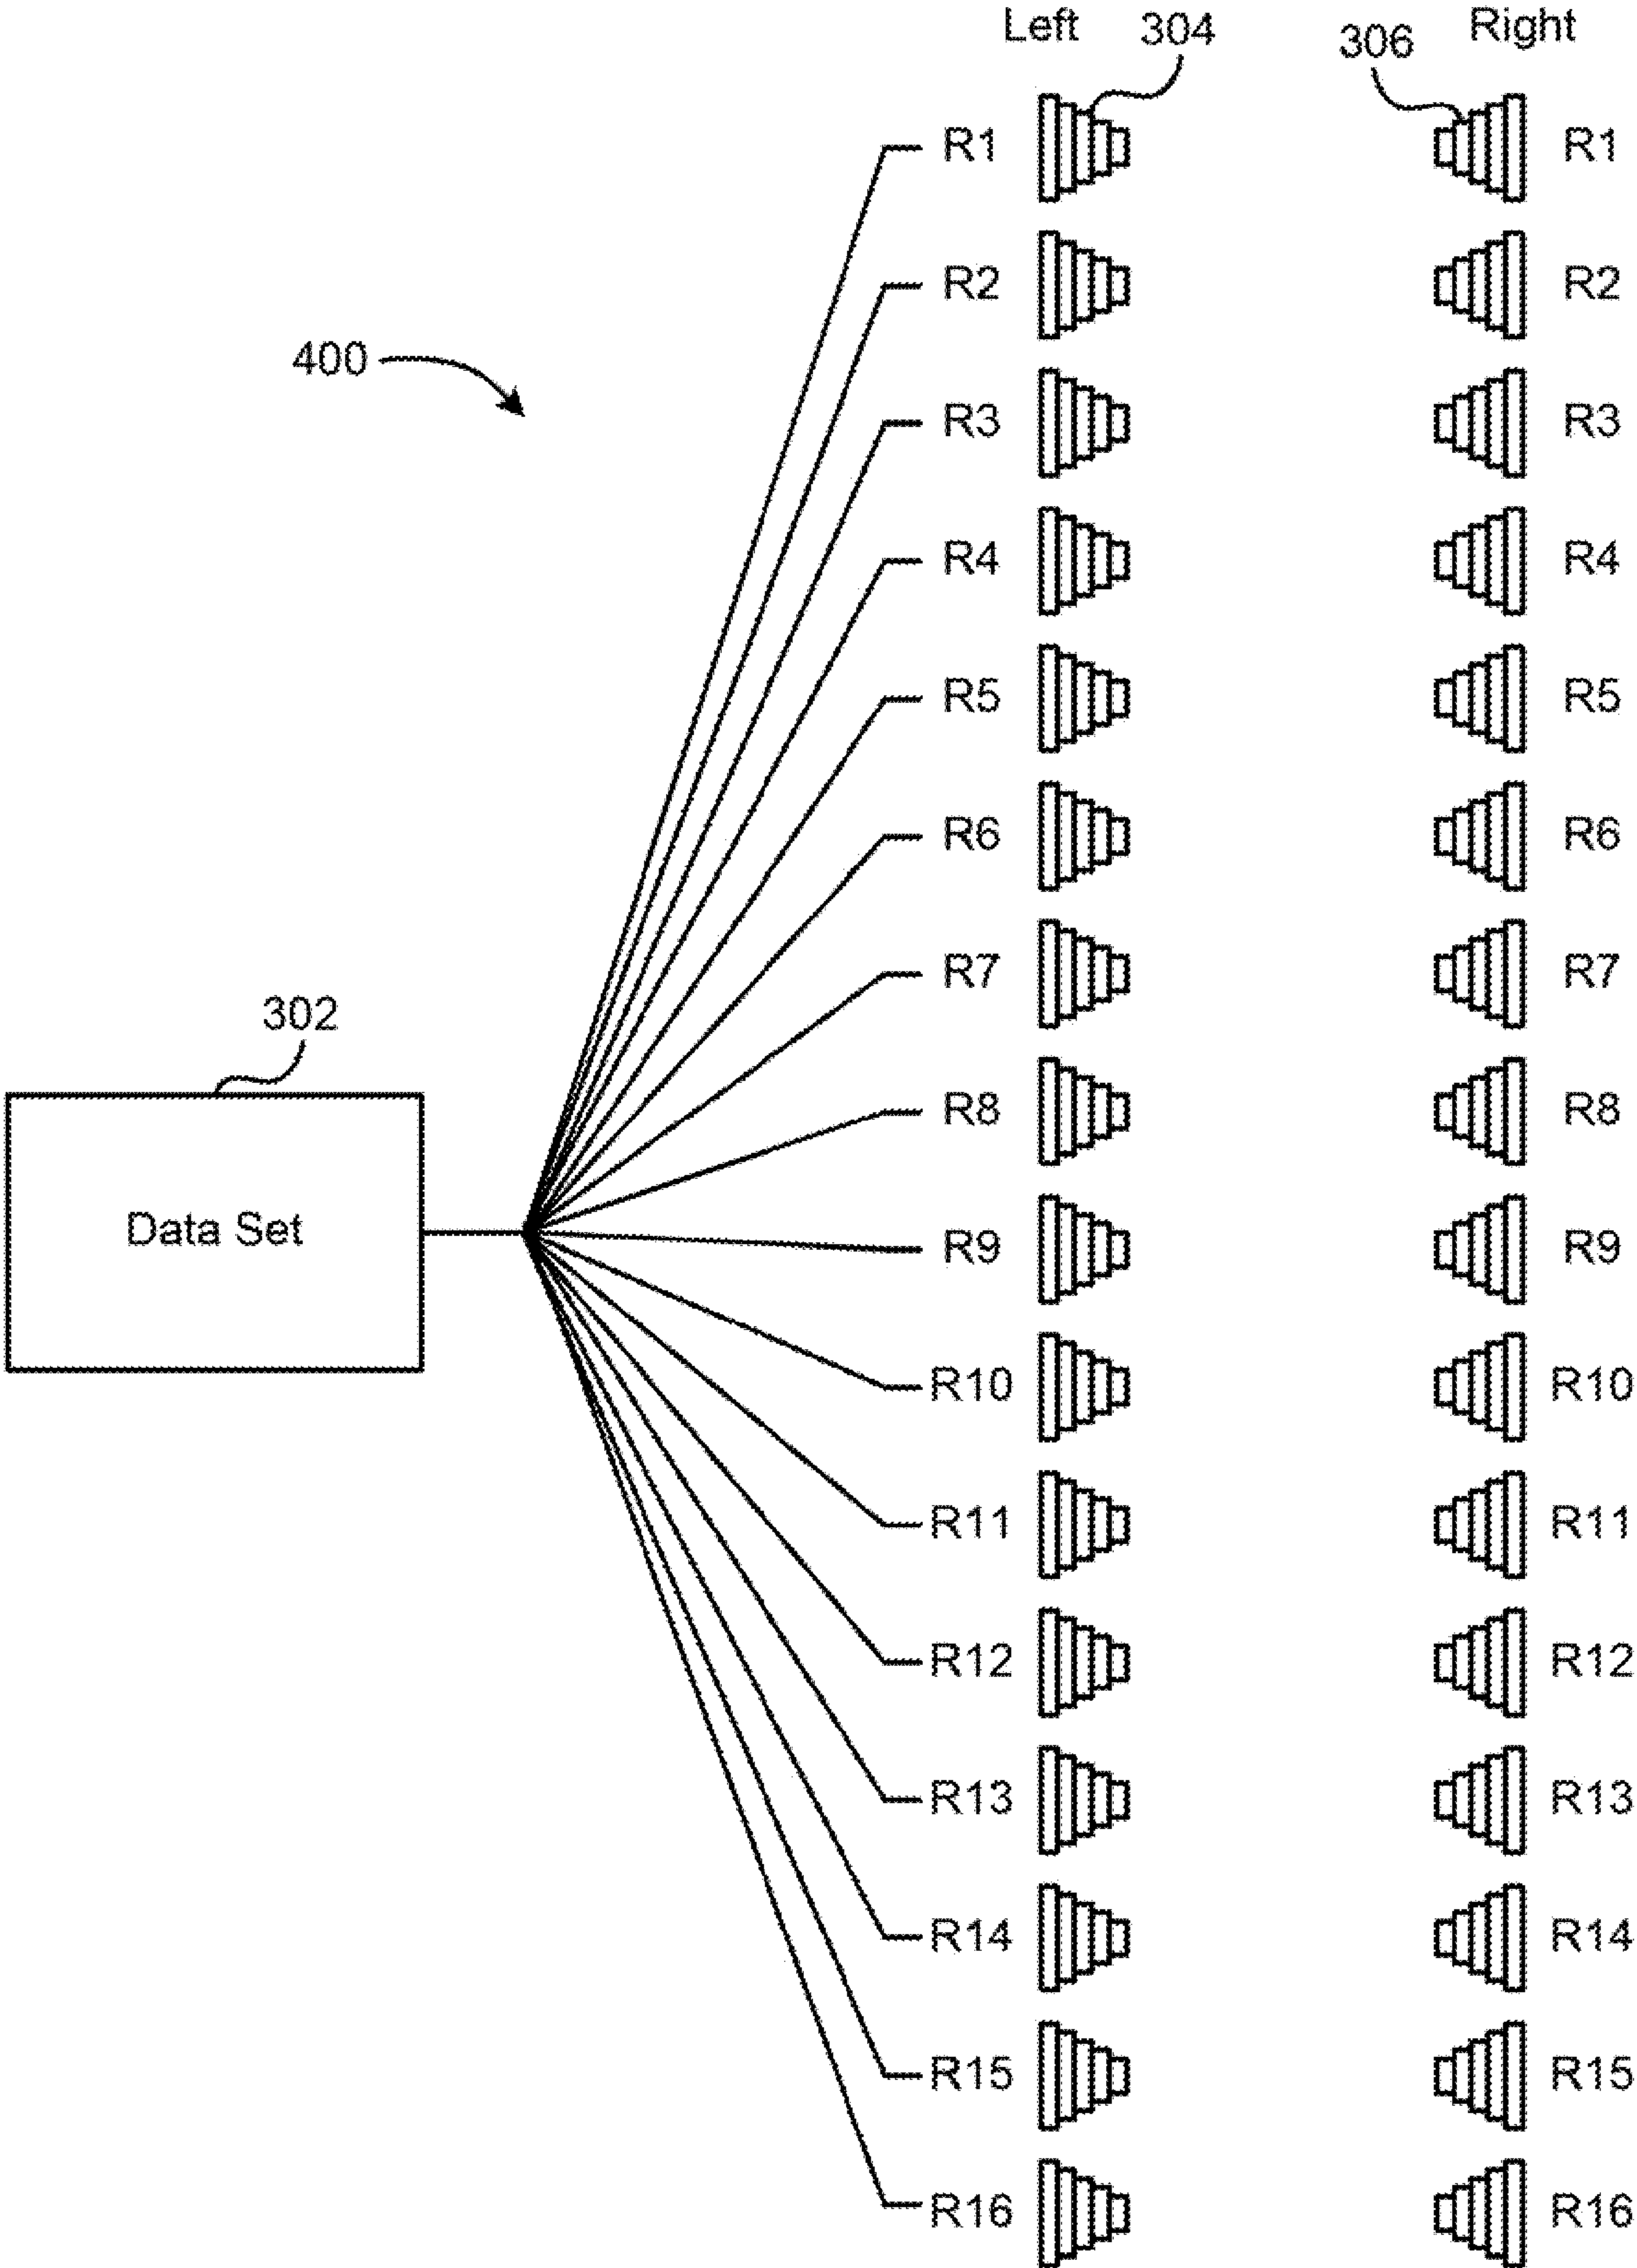 Left 304 306 Right
R1 R1
R2 R2
400
R3 R3
R4 R4
R5 R5
R6 R6
R7 R7
302
R8 R8
Data Set
R9 R9
R10 R10
R11 R11
R12 R12
R13 R13
R14 R14
R15 R15
R16 R16